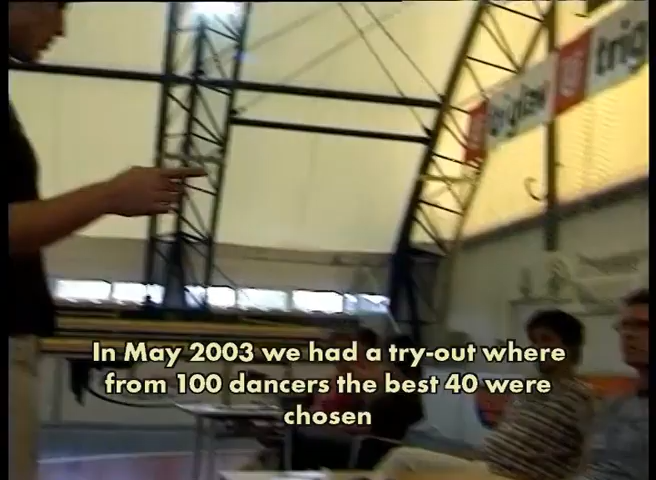 triglav
trig
In May 2003 we had a try-out where
from 100 dancers the best 40 were
chosen